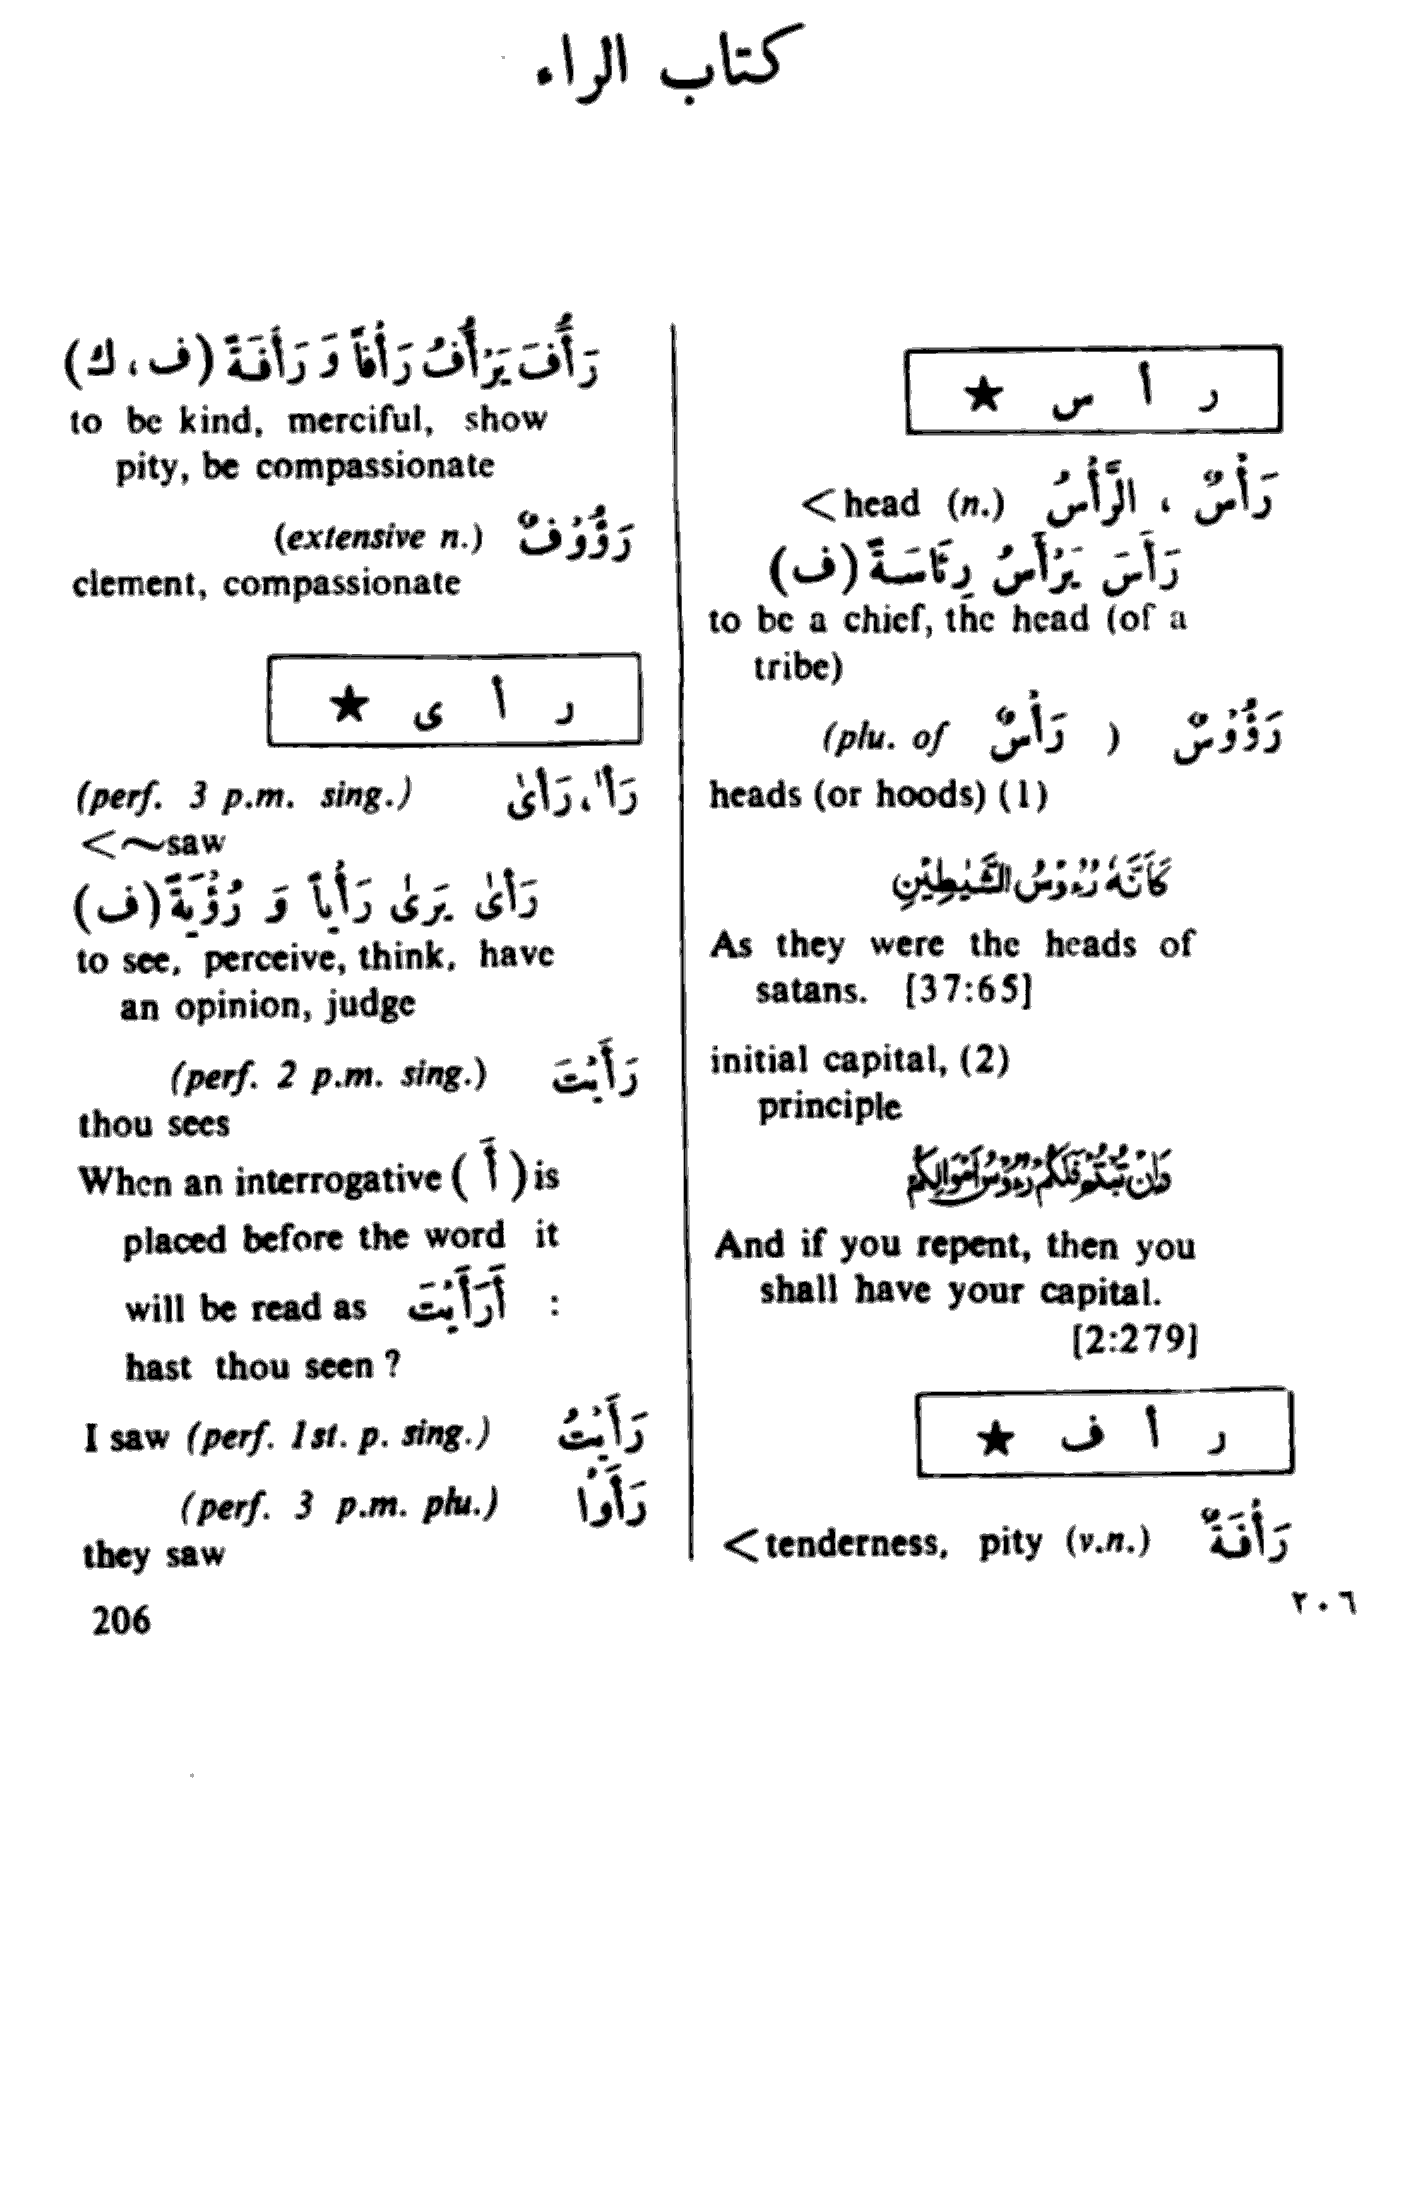 كتاب الراء
ر أ س ★
رَأْسٌ ، الرَّأْسُ (n.) head >
رَأَسَ يَرْأَسُ رِئَاسَةً (ف)
to be a chief, the head (of a
tribe)
رَؤُوْسٌ ( رَأْسٌ plu. of)
heads (or hoods) (1)
كَأَنَّهٗ رُءُوْسُ الشَّيٰطِيْنِ
As they were the heads of
satans. [37:65]
initial capital, (2)
principle
وَاِنْ تُبْتُمْ فَلَكُمْ رُءُوْسُ اَمْوَالِكُمْ
And if you repent, then you
shall have your capital.
[2:279]
ر أ ف ★
رَأْفَةٌ (v.n.) tenderness, pity >
رَأُفَ يَرْأُفُ رَأْفاً وَ رَأْفَةً (ف ، ك)
to be kind, merciful, show
pity, be compassionate
رَؤُوْفٌ (extensive n.)
clement, compassionate
ر أ ى ★
رَاٰ ، رَأىٰ (perf. 3 p.m. sing.)
<~saw
رَأىٰ يَرىٰ رَأْياً وَ رُؤْيَةً (ف)
to see, perceive, think, have
an opinion, judge
رَأَيْتَ (perf. 2 p.m. sing.)
thou sees
When an interrogative ( أَ ) is
placed before the word it
will be read as أَرَأَيْتَ :
hast thou seen ?
I saw (perf. 1st. p. sing.) رَأَيْتُ
رَأَوْا (perf. 3 p.m. plu.)
they saw
206
٢٠٦